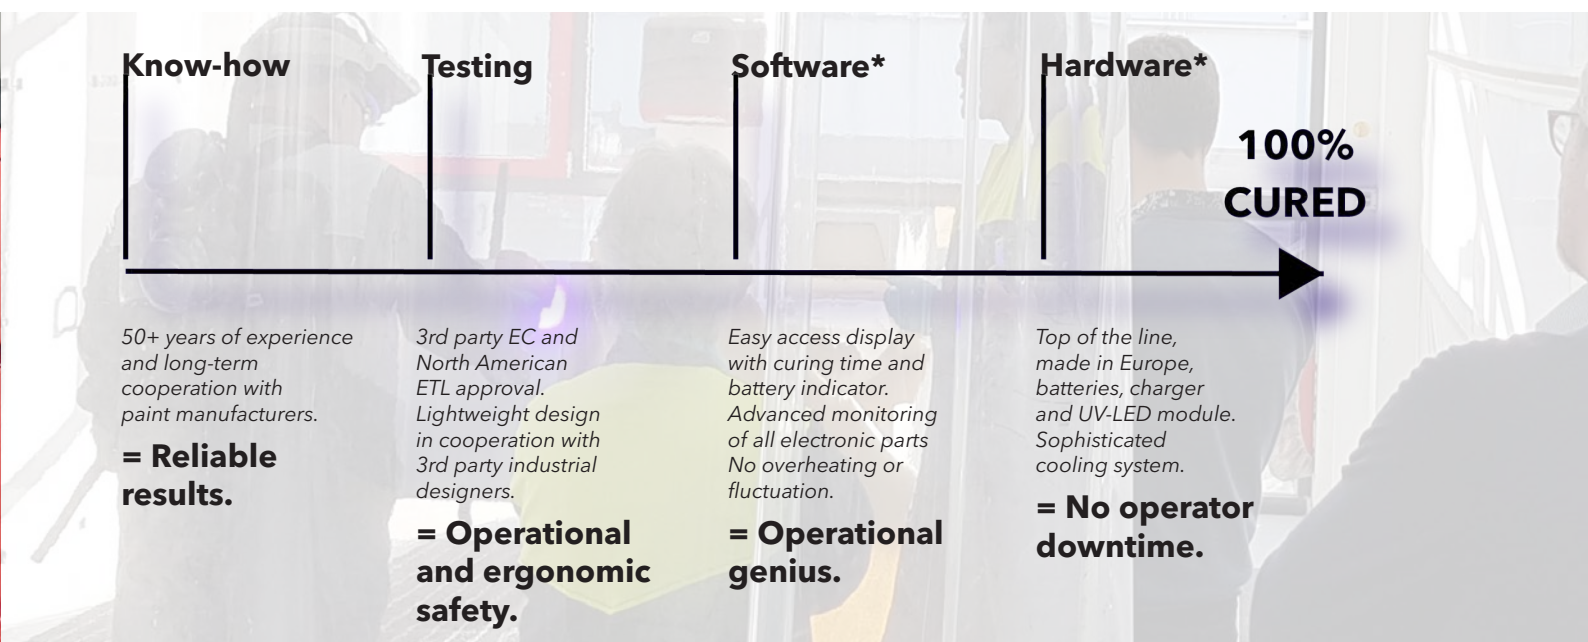 Know-how
Testing
Software*
Hardware*
100%
CURED
50+ years of experience
and long-term
cooperation with
paint manufacturers.
= Reliable
results.
3rd party EC and
North American
ETL approval.
Lightweight design
in cooperation with
3rd party industrial
designers.
= Operational
and ergonomic
safety.
Easy access display
with curing time and
battery indicator.
Advanced monitoring
of all electronic parts
No overheating or
fluctuation.
= Operational
genius.
Top of the line,
made in Europe,
batteries, charger
and UV-LED module.
Sophisticated
cooling system.
= No operator
downtime.